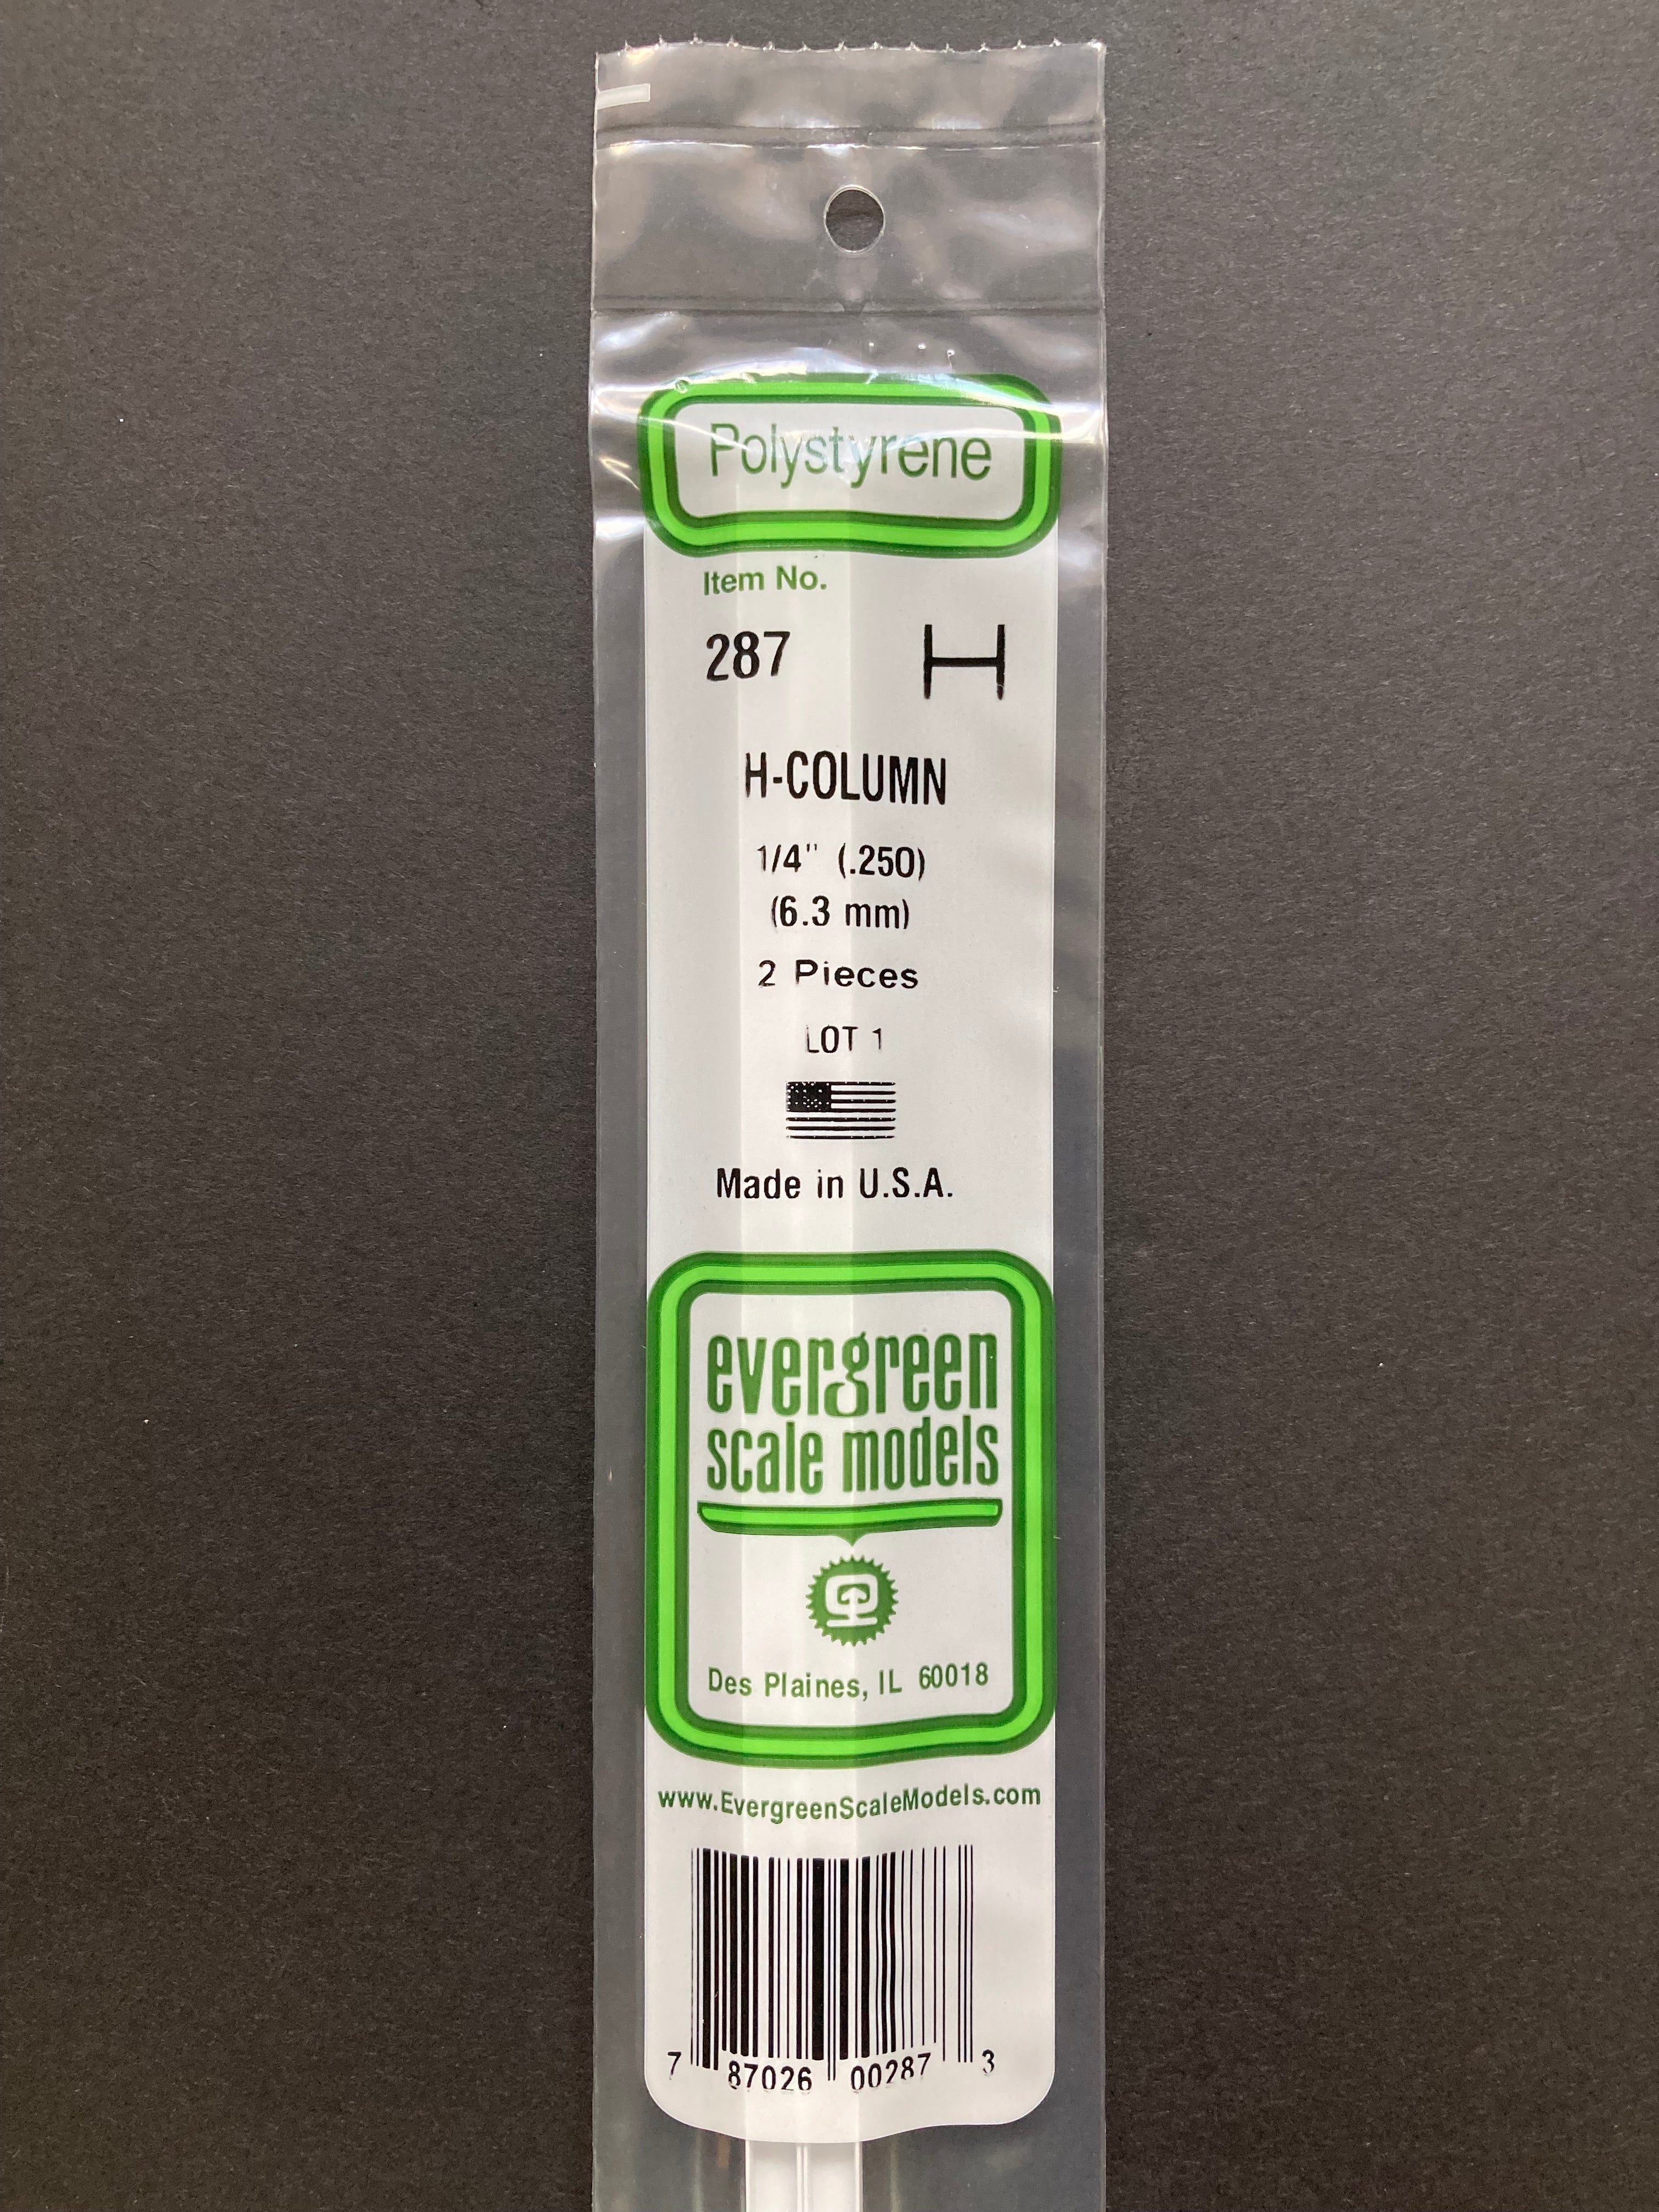 Polystyrene
Item No.
287
H-COLUMN
1/4" (.250)
(6.3 mm)
2 Pieces
LOT 1
Made in U.S.A.
evergreen
scale models
Des Plaines, IL 60018
www.EvergreenScaleModels.com
7 87026 00287 3